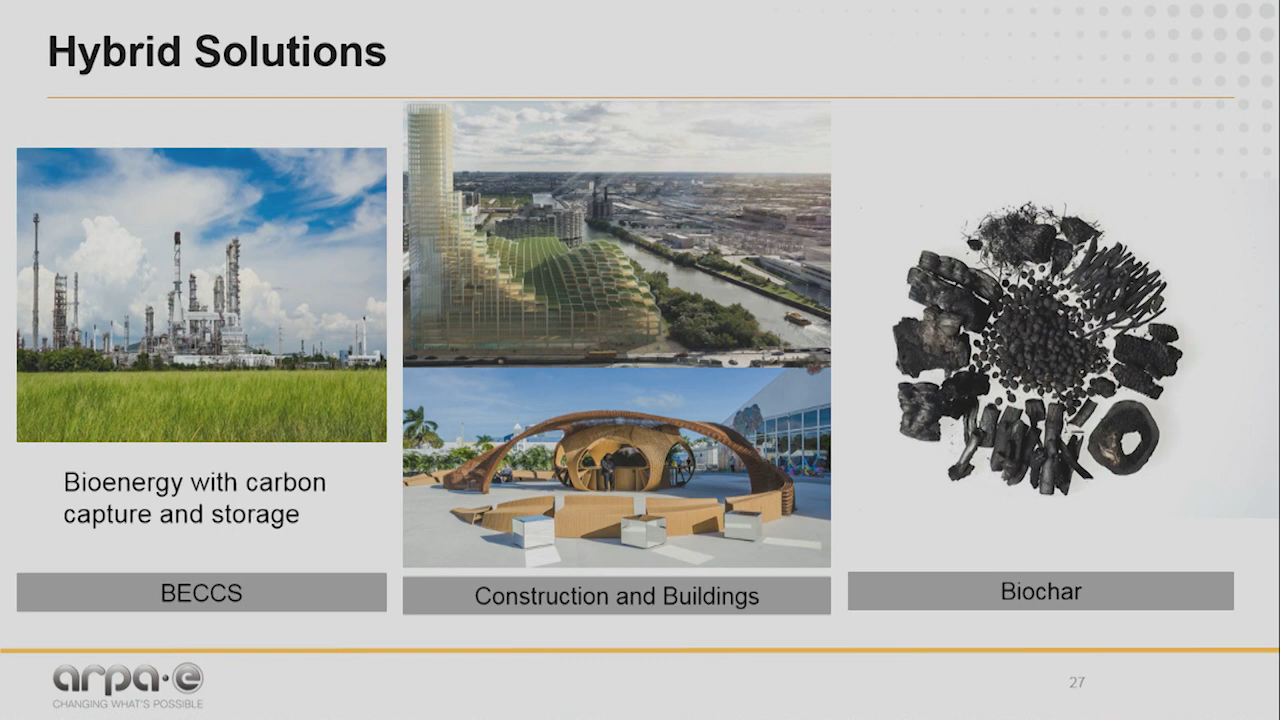 Hybrid Solutions
Bioenergy with carbon
capture and storage
BECCS
Construction and Buildings
Biochar
arpa·e
CHANGING WHAT'S POSSIBLE
27